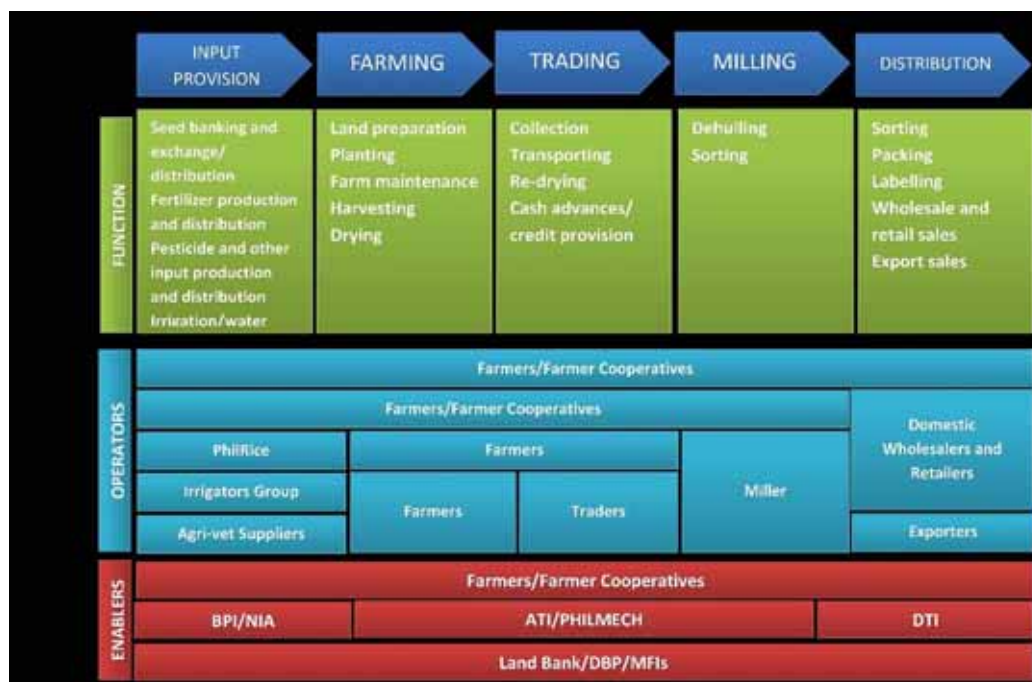 INPUT
PROVISION
FARMING
TRADING
MILLING
DISTRIBUTION
FUNCTION
Seed banking and
exchange/
distribution
Fertilizer production
and distribution
Pesticide and other
input production
and distribution
Irrigation/water
Land preparation
Planting
Farm maintenance
Harvesting
Drying
Collection
Transporting
Re-drying
Cash advances/
credit provision
Dehulling
Sorting
Sorting
Packing
Labelling
Wholesale and
retail sales
Export sales
OPERATORS
Farmers/Farmer Cooperatives
Farmers/Farmer Cooperatives
PhilRice
Irrigators Group
Agri-vet Suppliers
Farmers
Farmers
Traders
Miller
Domestic
Wholesalers and
Retailers
Exporters
ENABLERS
Farmers/Farmer Cooperatives
BPI/NIA
ATI/PHILMECH
DTI
Land Bank/DBP/MFIs